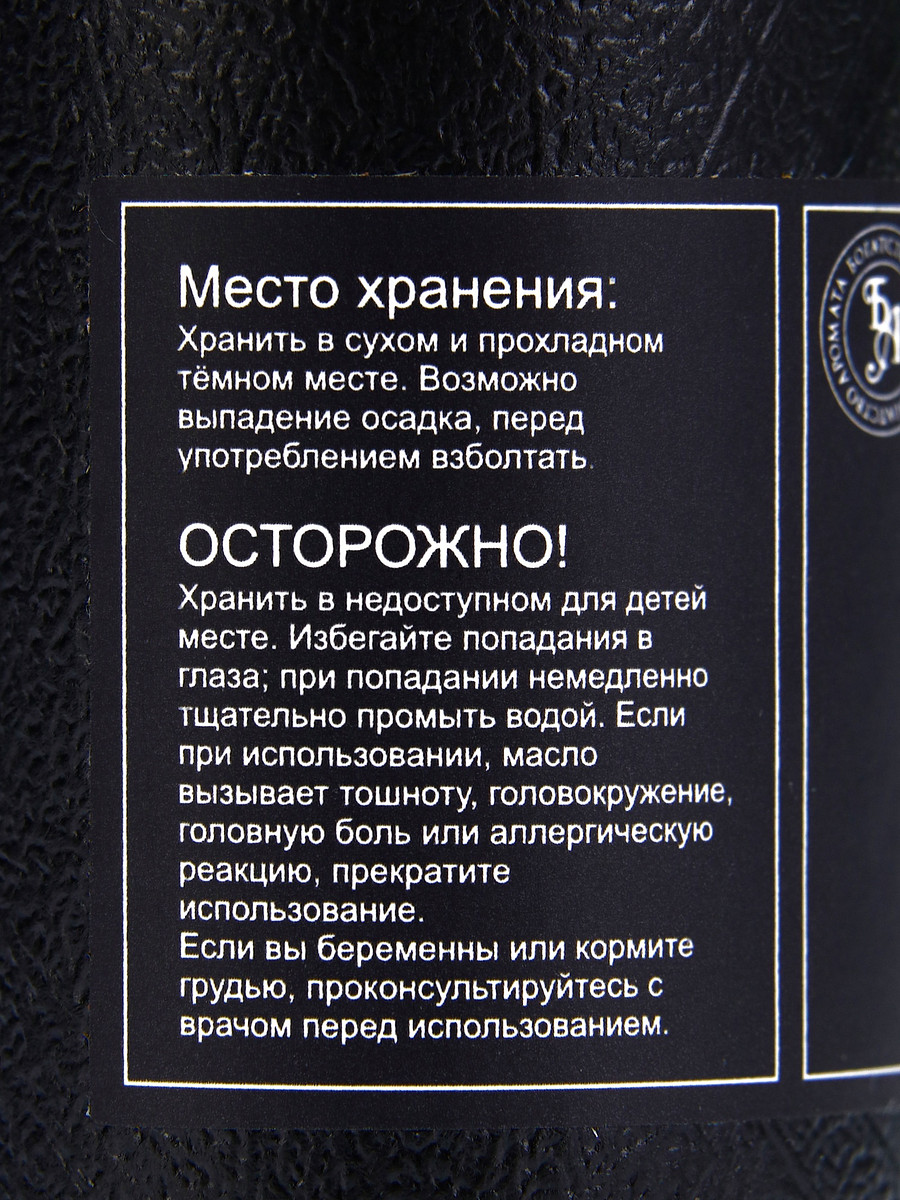 Место хранения:
Хранить в сухом и прохладном
тёмном месте. Возможно
выпадение осадка, перед
употреблением взболтать.
ОСТОРОЖНО!
Хранить в недоступном для детей
месте. Избегайте попадания в
глаза; при попадании немедленно
тщательно промыть водой. Если
при использовании, масло
вызывает тошноту, головокружение,
головную боль или аллергическую
реакцию, прекратите
использование.
Если вы беременны или кормите
грудью, проконсультируйтесь с
врачом перед использованием.
АРОМАТА